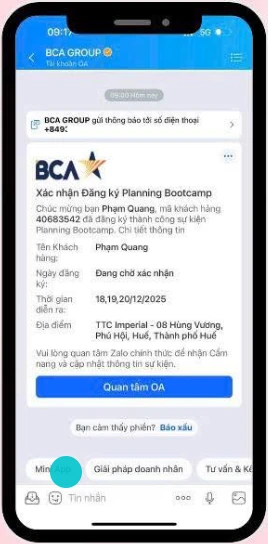 09:17
5G
BCA GROUP
Tài khoản OA
09:00 Hôm nay
BCA GROUP gửi thông báo tới số điện thoại
+849
BCA
Xác nhận Đăng ký Planning Bootcamp
Chúc mừng bạn Phạm Quang, mã khách hàng
40683542 đã đăng ký thành công sự kiện
Planning Bootcamp. Chi tiết thông tin
Tên Khách hàng: Phạm Quang
Ngày đăng ký: Đang chờ xác nhận
Thời gian diễn ra: 18,19,20/12/2025
Địa điểm TTC Imperial - 08 Hùng Vương,
Phú Hội, Huế, Thành phố Huế
Vui lòng quan tâm Zalo chính thức để nhận Cẩm
nang và cập nhật thông tin sự kiện.
Quan tâm OA
Bạn cảm thấy phiền? Báo xấu
Mini
Giải pháp doanh nhân
Tư vấn &
Tin nhắn